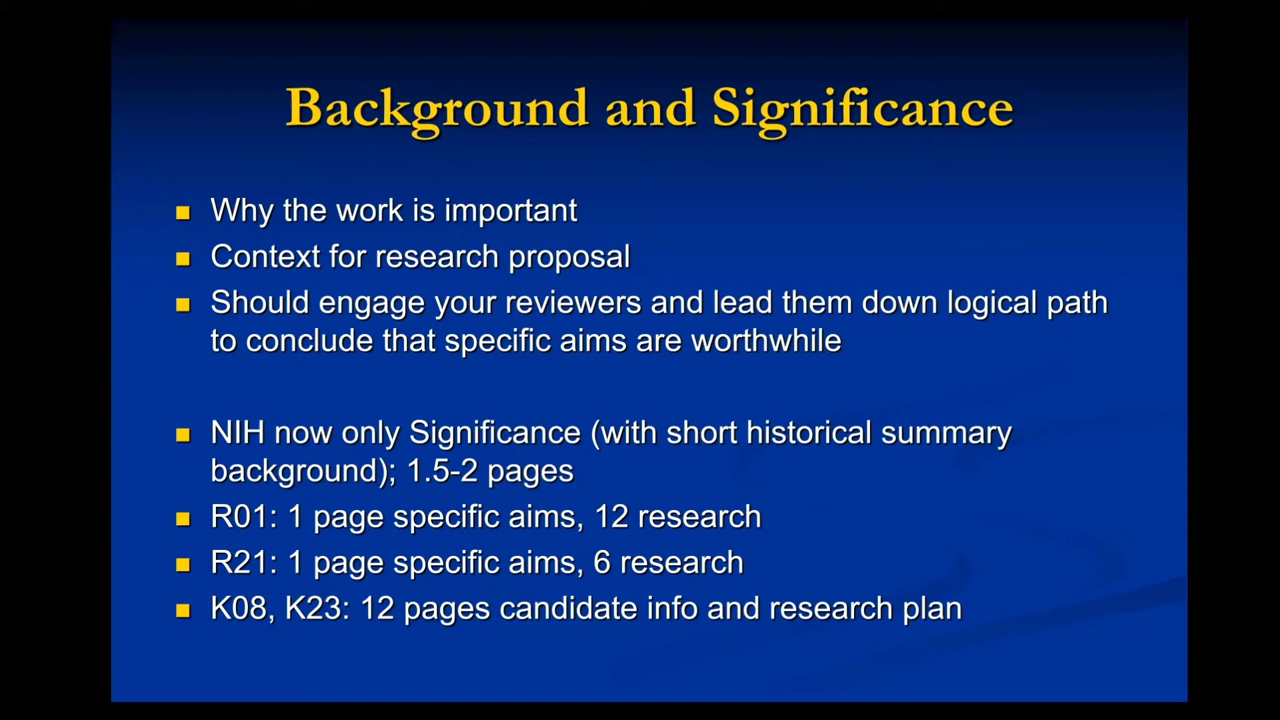 Background and Significance
Why the work is important
Context for research proposal
Should engage your reviewers and lead them down logical path
to conclude that specific aims are worthwhile
NIH now only Significance (with short historical summary
background); 1.5-2 pages
R01: 1 page specific aims, 12 research
R21: 1 page specific aims, 6 research
K08, K23: 12 pages candidate info and research plan